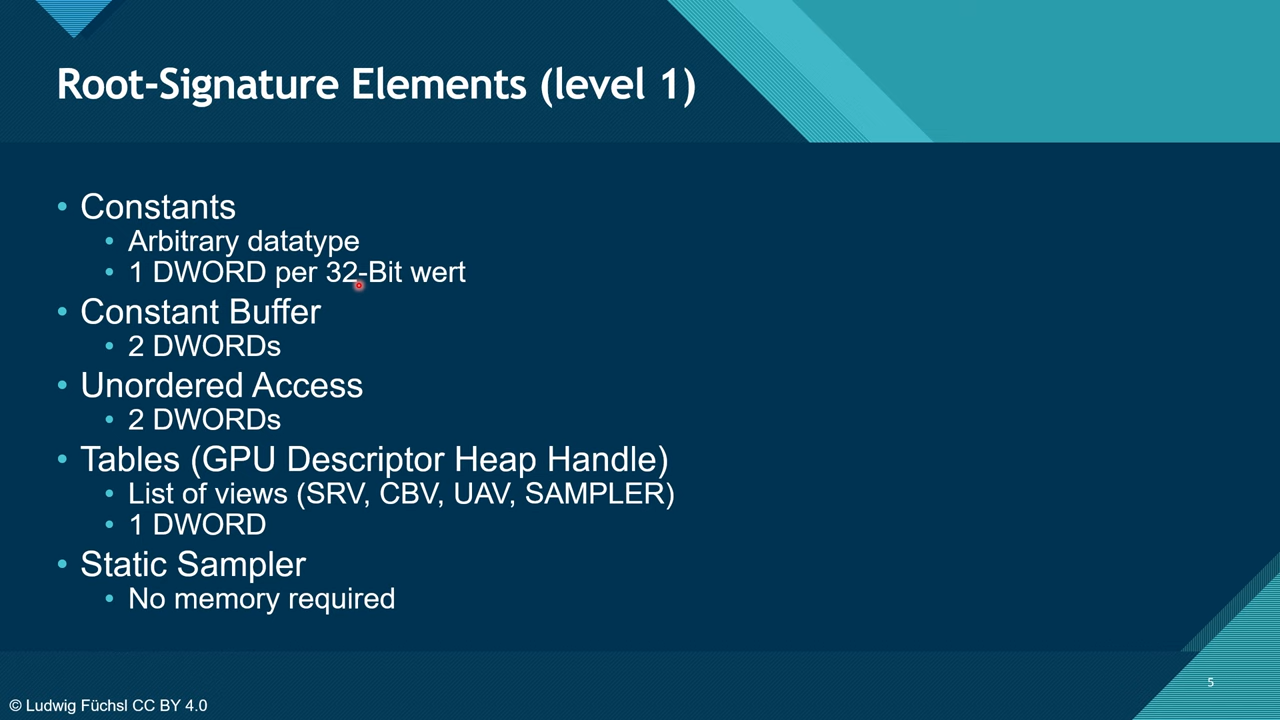 Root-Signature Elements (level 1)
• Constants
• Arbitrary datatype
• 1 DWORD per 32-Bit wert
• Constant Buffer
• 2 DWORDs
• Unordered Access
• 2 DWORDs
• Tables (GPU Descriptor Heap Handle)
• List of views (SRV, CBV, UAV, SAMPLER)
• 1 DWORD
• Static Sampler
• No memory required
5
© Ludwig Füchsl CC BY 4.0